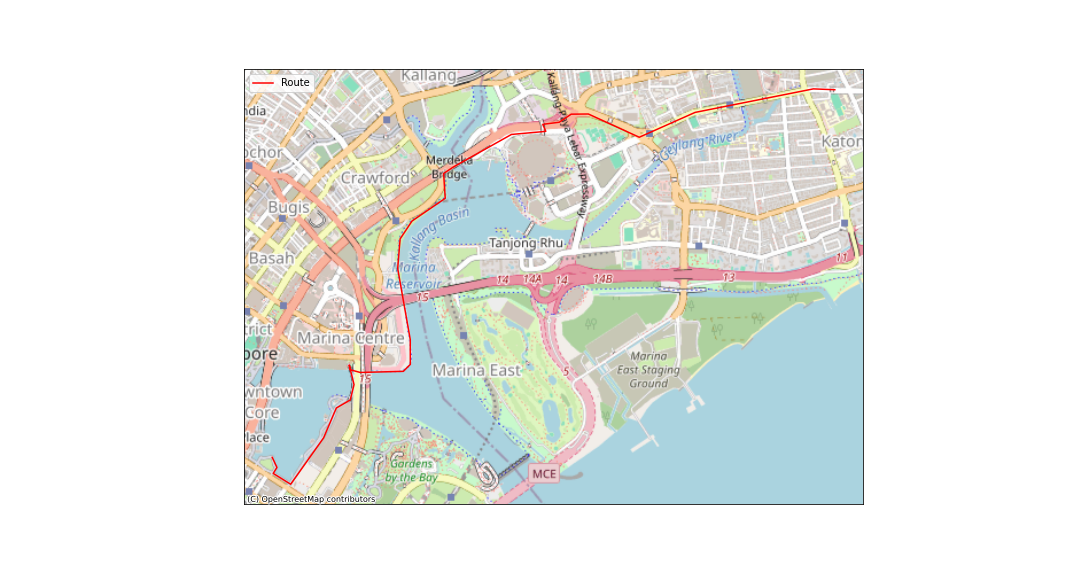 Route
Kallang
Kallang-Paya Lebar Expressway
ndia
chor
Merdeka
Bridge
Geylang River
Katon
Crawford
Bugis
Kallang Basin
Tanjong Rhu
Basah
Marina
Reservoir
14
14A
14
14B
13
11
15
trict
Marina Centre
pore
Marina East
5
Marina
East Staging
Ground
15
wntown
Core
lace
Gardens
by the Bay
MCE
(C) OpenStreetMap contributors